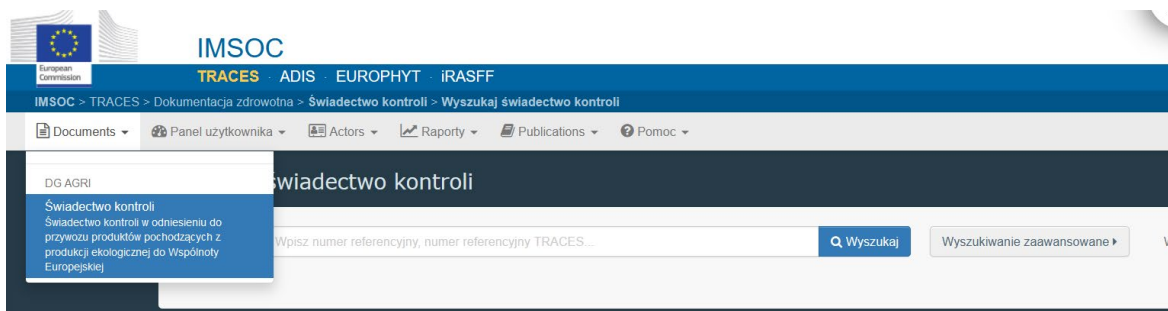 European
Commission
IMSOC
TRACES · ADIS · EUROPHYT · iRASFF
IMSOC > TRACES > Dokumentacja zdrowotna > Świadectwo kontroli > Wyszukaj świadectwo kontroli
Documents Panel użytkownika Actors Raporty Publications Pomoc
DG AGRI
świadectwo kontroli
Świadectwo kontroli
Świadectwo kontroli w odniesieniu do
przywozu produktów pochodzących z
produkcji ekologicznej do Wspólnoty
Europejskiej
Wpisz numer referencyjny, numer referencyjny TRACES...
Wyszukaj
Wyszukiwanie zaawansowane